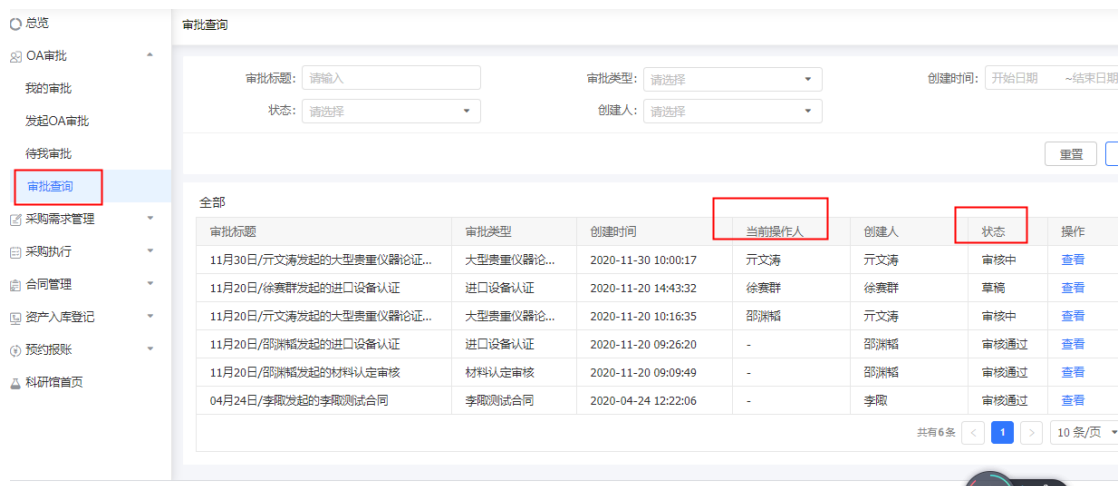 总览
审批查询
OA审批
我的审批
发起OA审批
待我审批
审批查询
采购需求管理
采购执行
合同管理
资产入库登记
预约报账
科研馆首页
审批标题： 请输入 审批类型： 请选择 创建时间： 开始日期 ~结束日期
状态： 请选择 创建人： 请选择
重置
全部
审批标题 审批类型 创建时间 当前操作人 创建人 状态 操作
11月30日/亓文涛发起的大型贵重仪器论证... 大型贵重仪器论... 2020-11-30 10:00:17 亓文涛 亓文涛 审核中 查看
11月20日/徐赛群发起的进口设备认证 进口设备认证 2020-11-20 14:43:32 徐赛群 徐赛群 草稿 查看
11月20日/亓文涛发起的大型贵重仪器论证... 大型贵重仪器论... 2020-11-20 10:16:35 邵渊韬 亓文涛 审核中 查看
11月20日/邵渊韬发起的进口设备认证 进口设备认证 2020-11-20 09:26:20 - 邵渊韬 审核通过 查看
11月20日/邵渊韬发起的材料认定审核 材料认定审核 2020-11-20 09:09:49 - 邵渊韬 审核通过 查看
04月24日/李陬发起的李陬测试合同 李陬测试合同 2020-04-24 12:22:06 - 李陬 审核通过 查看
共有6条 < 1 > 10 条/页